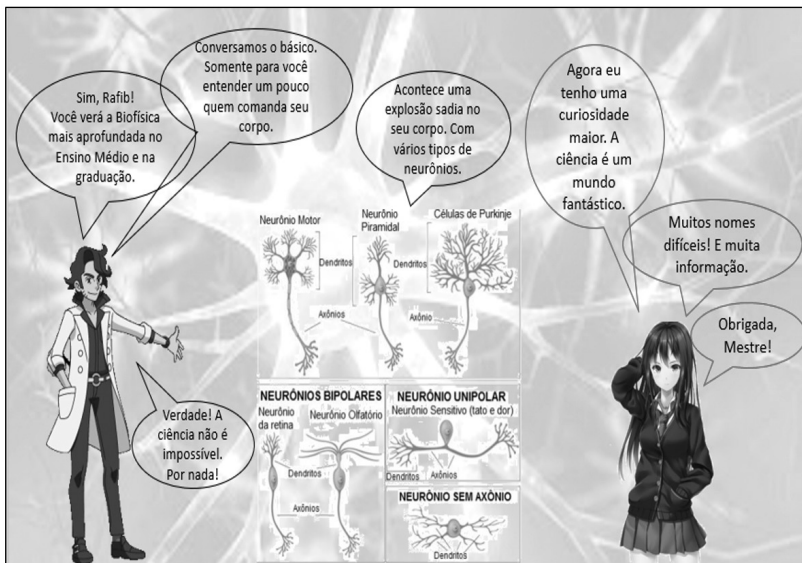 Sim, Rafib!
Você verá a Biofísica
mais aprofundada no
Ensino Médio e na
graduação.
Conversamos o básico.
Somente para você
entender um pouco
quem comanda seu
corpo.
Acontece uma
explosão sadia no
seu corpo. Com
vários tipos de
neurônios.
Agora eu
tenho uma
curiosidade
maior. A
ciência é um
mundo
fantástico.
Muitos nomes
difíceis! E muita
informação.
Obrigada,
Mestre!
Verdade! A
ciência não é
impossível.
Por nada!
Neurônio Motor
Neurônio
Piramidal
Células de Purkinje
Dendritos
Dendritos
Axônios
Axônio
NEURÔNIOS BIPOLARES
Neurônio
da retina
Neurônio Olfatório
Dendritos
Axônios
NEURÔNIO UNIPOLAR
Neurônio Sensitivo (tato e dor)
Dendritos
Axônios
NEURÔNIO SEM AXÔNIO
Dendritos